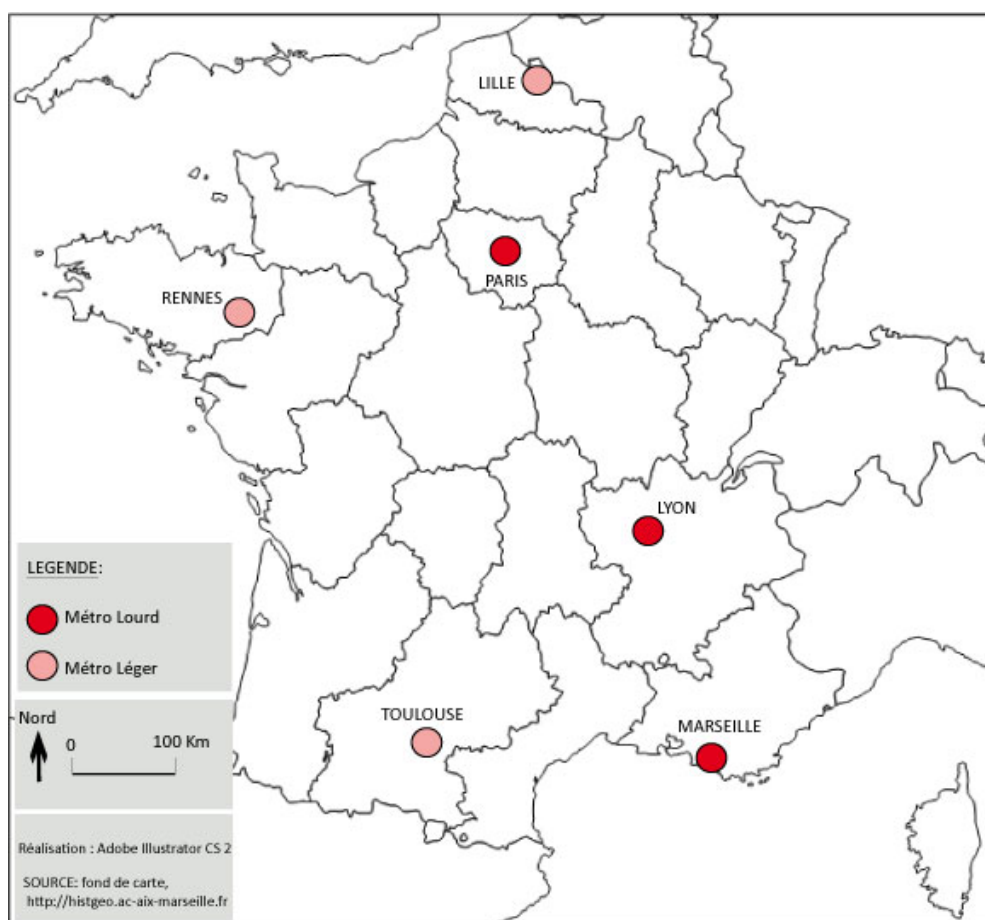 LILLE
PARIS
RENNES
LYON
LEGENDE:
Métro Lourd
Métro Léger
TOULOUSE
MARSEILLE
Nord
0 100 Km
Réalisation : Adobe Illustrator CS 2
SOURCE: fond de carte,
http://histgeo.ac-aix-marseille.fr